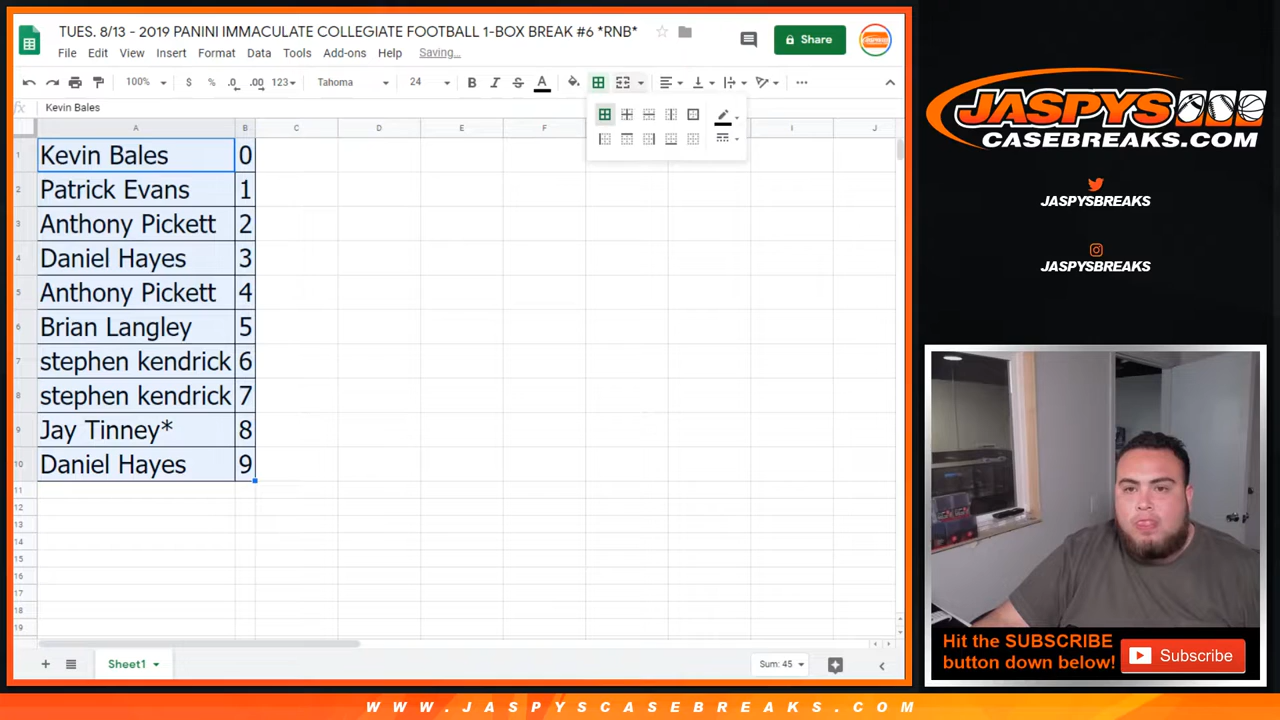 TUES. 8/13 - 2019 PANINI IMMACULATE COLLEGIATE FOOTBALL 1-BOX BREAK #6 *RNB*
File Edit View Insert Format Data Tools Add-ons Help Saving...
Share
100% $ % .0 .00 123 Tahoma 24 B I S A
fx Kevin Bales
A B C D E F I J
1 Kevin Bales 0
2 Patrick Evans 1
3 Anthony Pickett 2
4 Daniel Hayes 3
5 Anthony Pickett 4
6 Brian Langley 5
7 stephen kendrick 6
8 stephen kendrick 7
9 Jay Tinney* 8
10 Daniel Hayes 9
11
12
13
14
15
16
17
18
19
Sheet1
Sum: 45
JASPYS
CASEBREAKS.COM
JASPYSBREAKS
JASPYSBREAKS
Hit the SUBSCRIBE
button down below!
Subscribe
WWW.JASPYSCASEBREAKS.COM